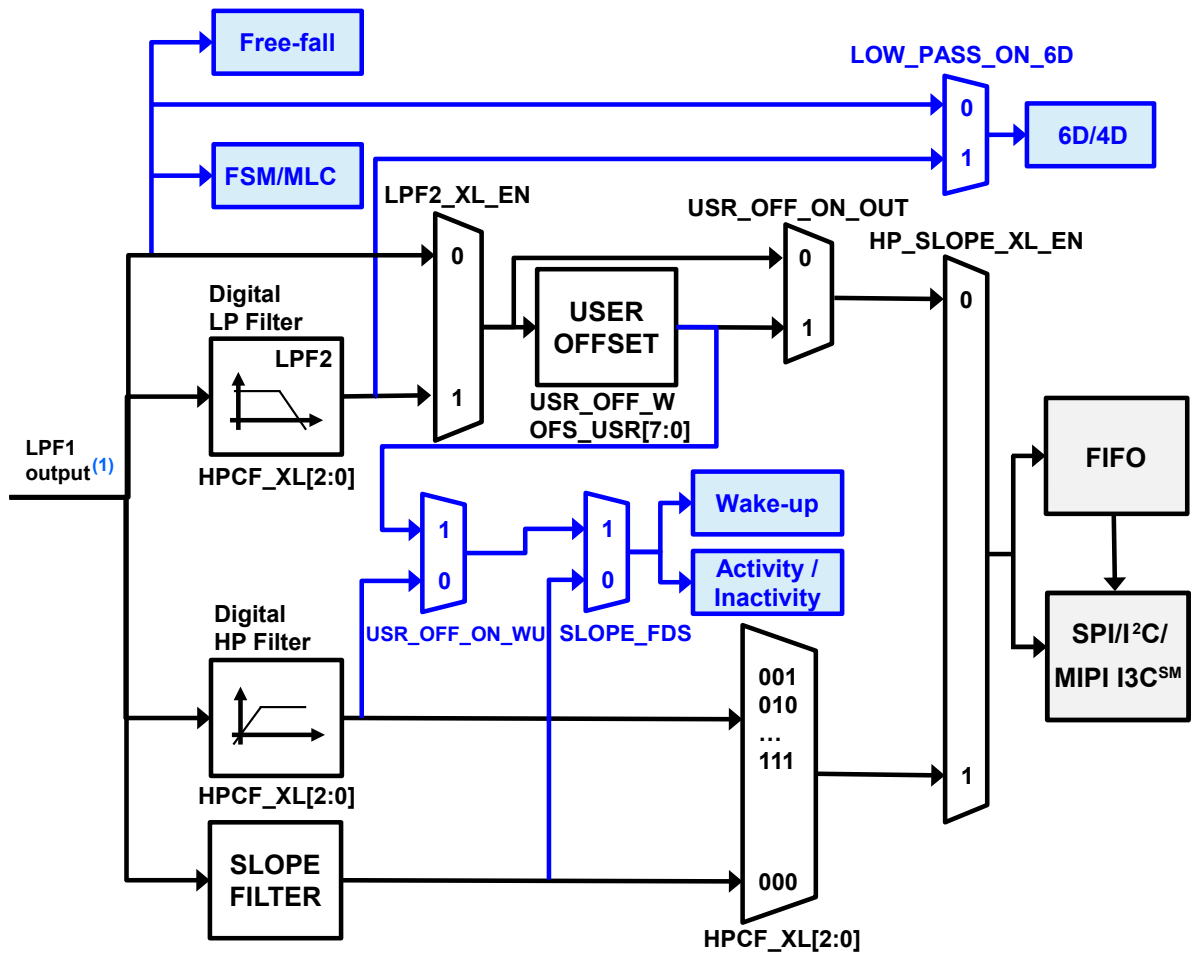 Free-fall
LOW_PASS_ON_6D
0
1
6D/4D
FSM/MLC
LPF2_XL_EN
USR_OFF_ON_OUT
HP_SLOPE_XL_EN
0
1
USER
OFFSET
USR_OFF_W
OFS_USR[7:0]
0
1
0
1
Digital
LP Filter
LPF2
HPCF_XL[2:0]
LPF1
output(1)
FIFO
SPI/I²C/
MIPI I3CSM
1
0
USR_OFF_ON_WU
1
0
SLOPE_FDS
Wake-up
Activity /
Inactivity
Digital
HP Filter
HPCF_XL[2:0]
001
010
...
111
000
HPCF_XL[2:0]
SLOPE
FILTER